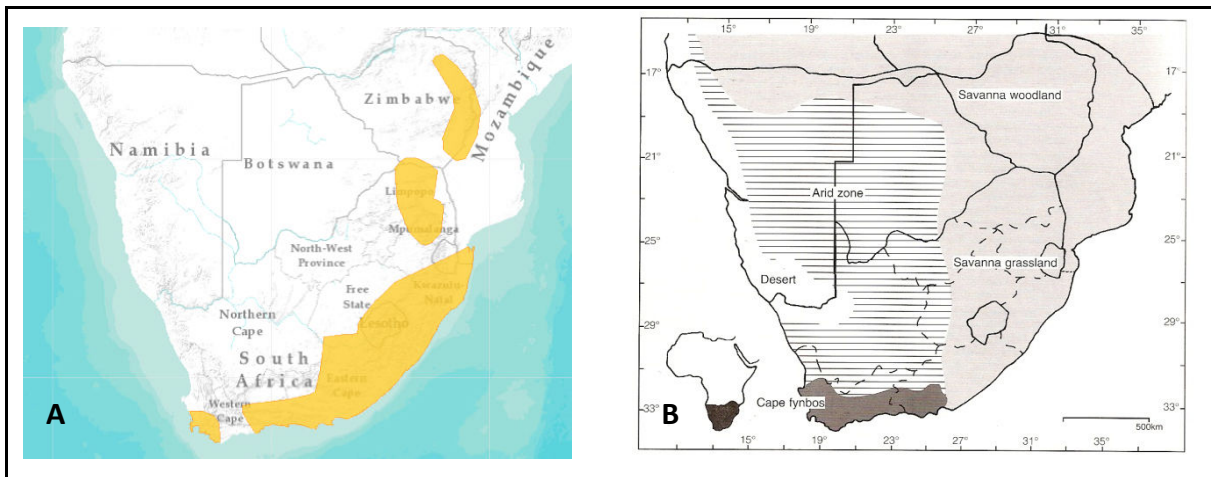 Zimbabwe
Mozambique
Namibia
Botswana
Limpopo
Mpumalanga
North-West
Province
Free
State
KwaZulu-
Natal
Lesotho
Northern
Cape
South
Africa
Eastern
Cape
Western
Cape
A
15° 19° 23° 27° 31° 35°
17° 17°
Savanna woodland
21° 21°
Arid zone
25° 25°
Savanna grassland
Desert
29° 29°
Cape fynbos
33° 33°
B
500km
15° 19° 23° 27° 31° 35°